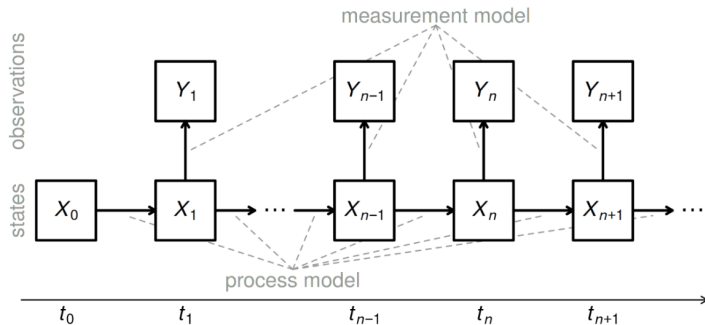 measurement model
observations
Y1 Yn−1 Yn Yn+1
states
X0 X1 ⋯ Xn−1 Xn Xn+1 ⋯
process model
t0 t1 tn−1 tn tn+1